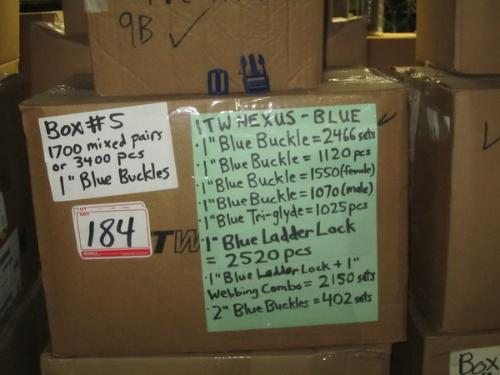 9B ✓
Box #5
1700 mixed pairs
or 3400 pcs
1" Blue Buckles
184
TW
ITW NEXUS - BLUE
· 1" Blue Buckle = 2466 sets
· 1" Blue Buckle = 1120 pcs
· 1" Blue Buckle = 1550 (female)
· 1" Blue Buckle = 1070 (male)
· 1" Blue Tri-glyde = 1025 pcs
· 1" Blue Ladder Lock
= 2520 pcs
· 1" Blue Ladder Lock + 1"
Webbing Combo = 2150 sets
· 2" Blue Buckles = 402 sets
Box